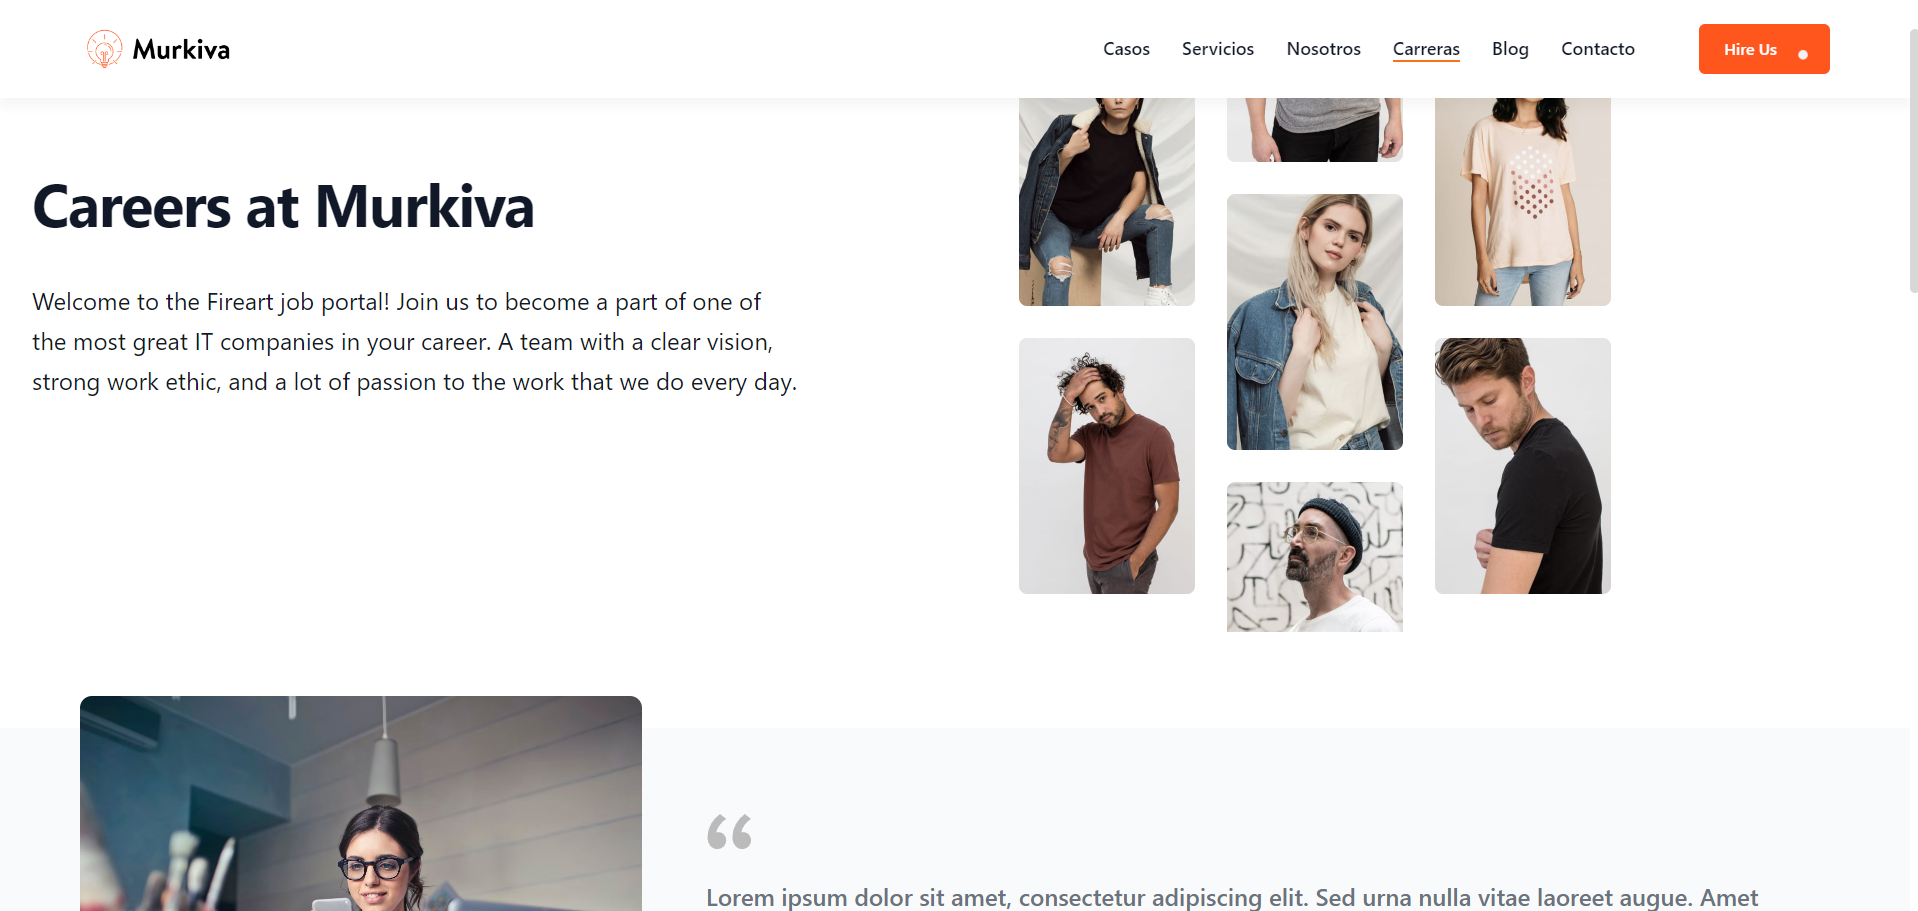 Murkiva
Casos Servicios Nosotros Carreras Blog Contacto Hire Us
Careers at Murkiva
Welcome to the Fireart job portal! Join us to become a part of one of
the most great IT companies in your career. A team with a clear vision,
strong work ethic, and a lot of passion to the work that we do every day.
Lorem ipsum dolor sit amet, consectetur adipiscing elit. Sed urna nulla vitae laoreet augue. Amet